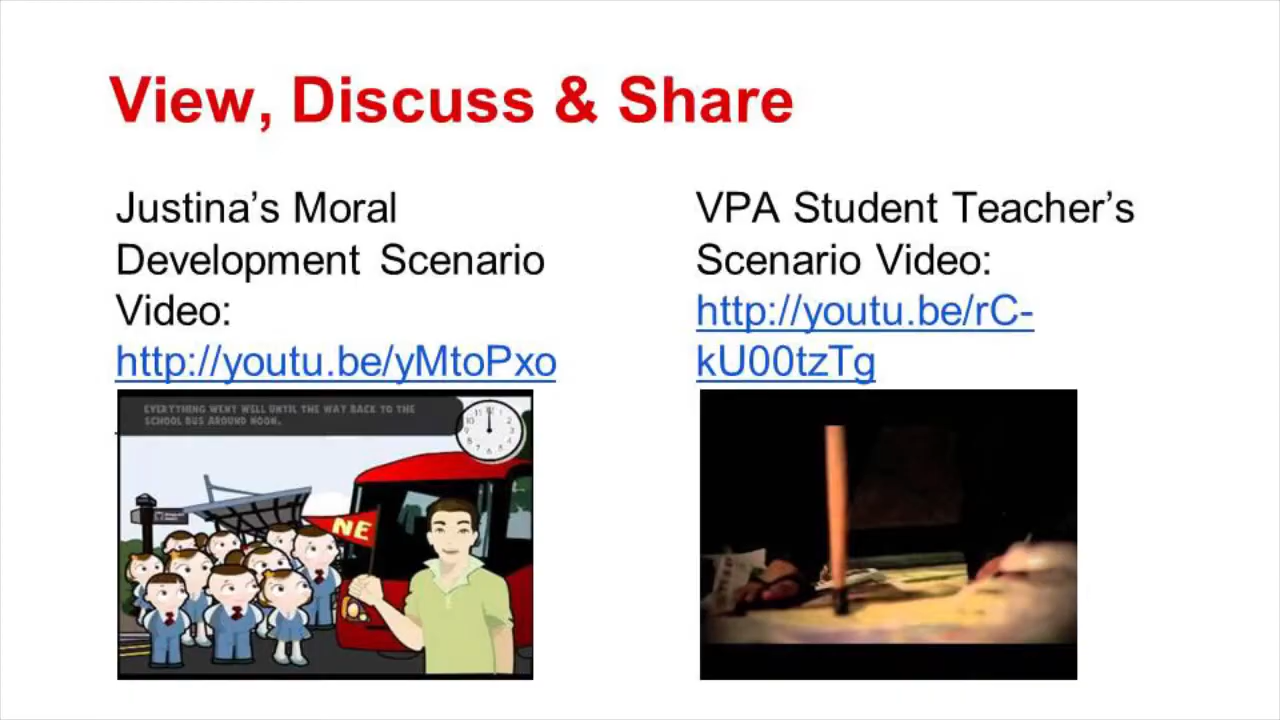 View, Discuss & Share
Justina’s Moral
Development Scenario
Video:
http://youtu.be/yMtoPxo
VPA Student Teacher’s
Scenario Video:
http://youtu.be/rC-
kU00tzTg
EVERYTHING WENT WELL UNTIL THE WAY BACK TO THE
SCHOOL BUS AROUND NOON.
NE